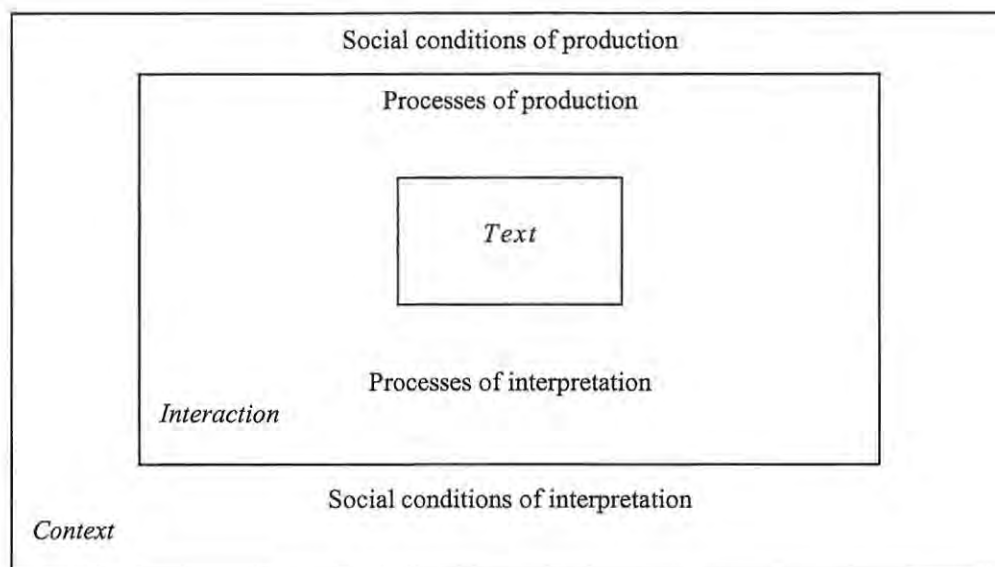 Social conditions of production
Processes of production
Text
Processes of interpretation
Interaction
Social conditions of interpretation
Context